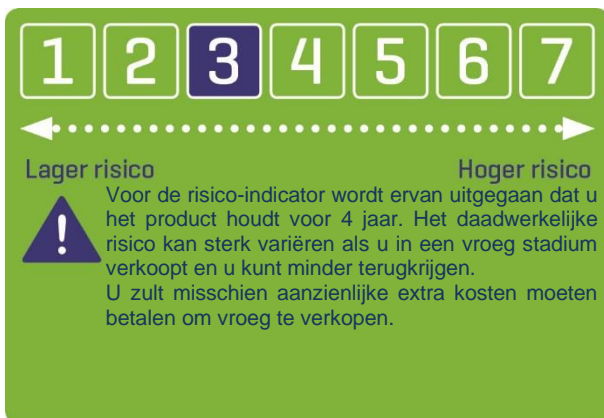 1 2 3 4 5 6 7
Lager risico Hoger risico
!
Voor de risico-indicator wordt ervan uitgegaan dat u
het product houdt voor 4 jaar. Het daadwerkelijke
risico kan sterk variëren als u in een vroeg stadium
verkoopt en u kunt minder terugkrijgen.
U zult misschien aanzienlijke extra kosten moeten
betalen om vroeg te verkopen.